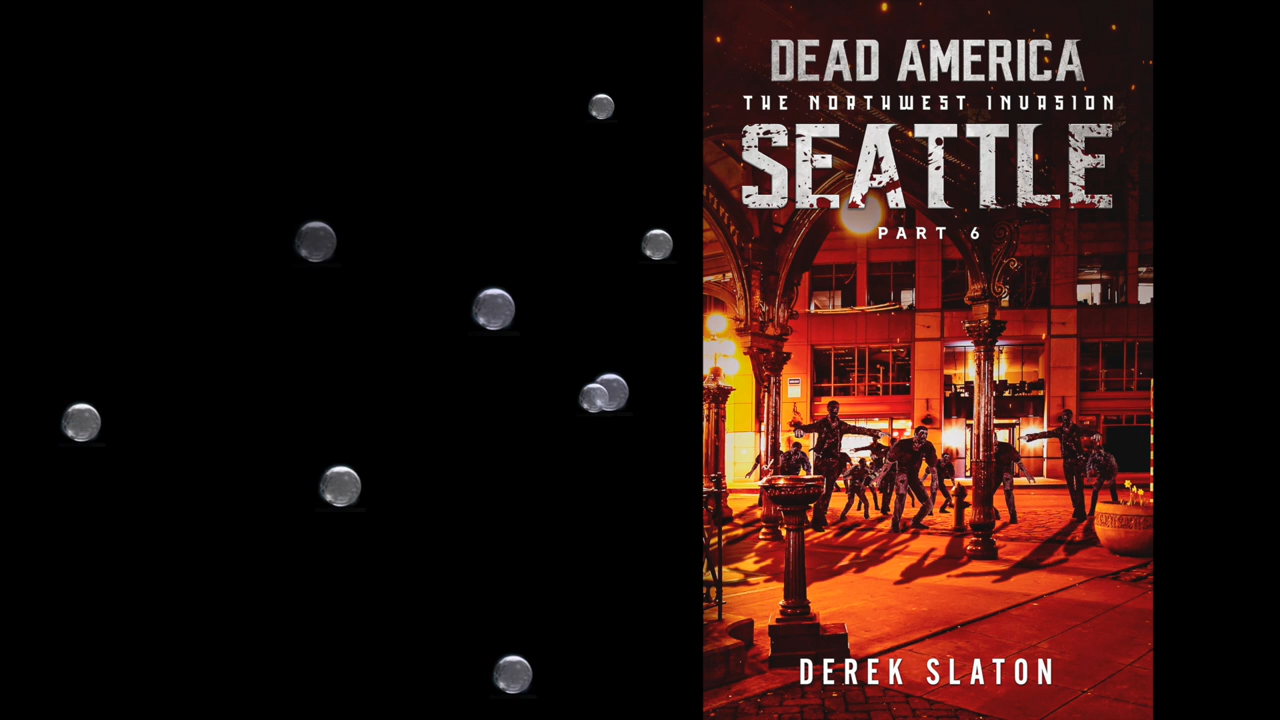 DEAD AMERICA
THE NORTHWEST INVASION
SEATTLE
PART 6
DEREK SLATON